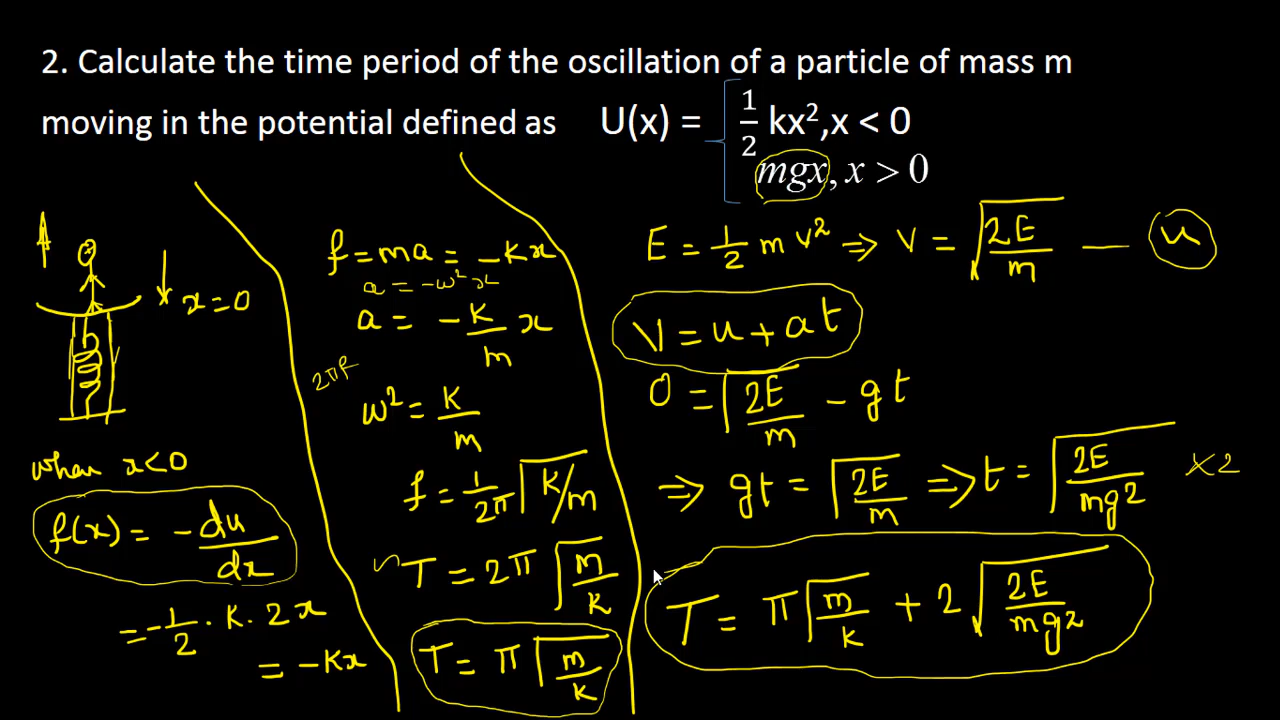 2. Calculate the time period of the oscillation of a particle of mass m
moving in the potential defined as U(x) = { 1/2 kx², x < 0
mgx, x > 0
x = 0
when x<0
f(x) = -du/dx
= -1/2 · k · 2x
= -kx
f = ma = -kx
a = -ω²x
a = -k/m x
2πf
ω² = k/m
f = 1/2π √k/m
T = 2π √m/k
T = π √m/k
E = 1/2 m v² ⇒ v = √2E/m — u
v = u + at
0 = √2E/m - gt
⇒ gt = √2E/m ⇒ t = √2E/mg² ×2
T = π √m/k + 2 √2E/mg²